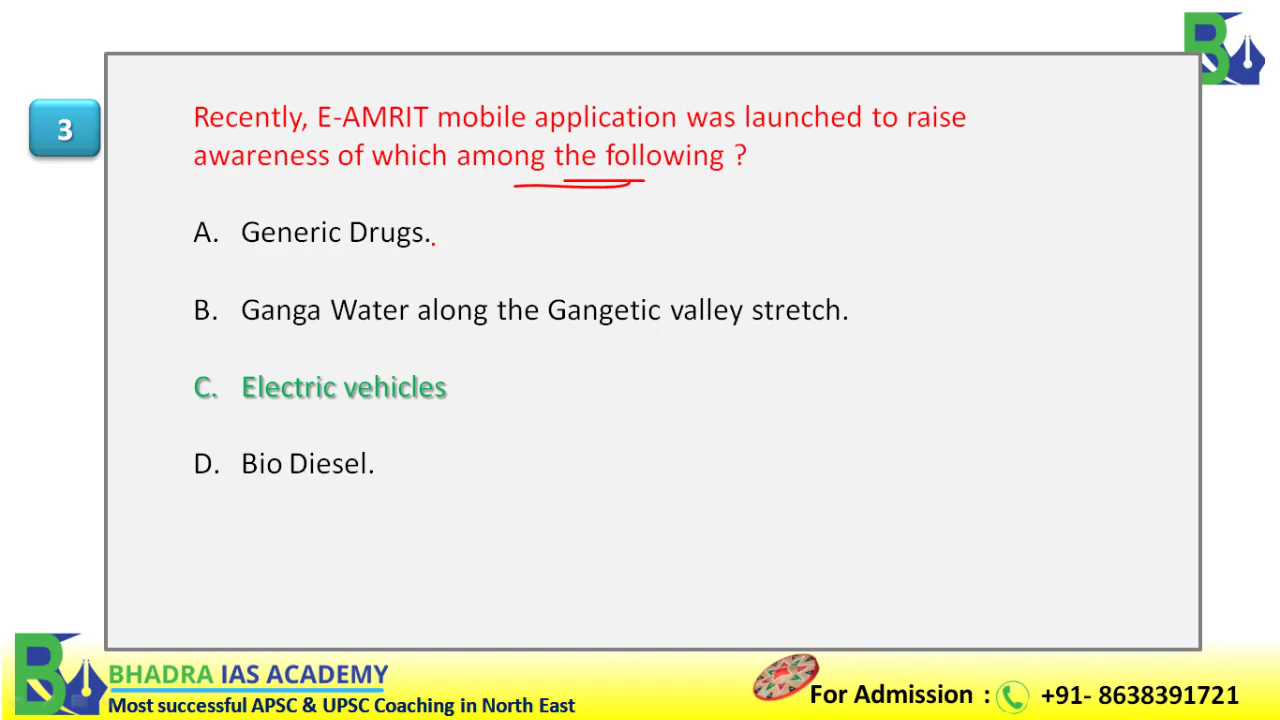 3
Recently, E-AMRIT mobile application was launched to raise
awareness of which among the following ?
A. Generic Drugs.
B. Ganga Water along the Gangetic valley stretch.
C. Electric vehicles
D. Bio Diesel.
BHADRA IAS ACADEMY
Most successful APSC & UPSC Coaching in North East
For Admission : +91- 8638391721